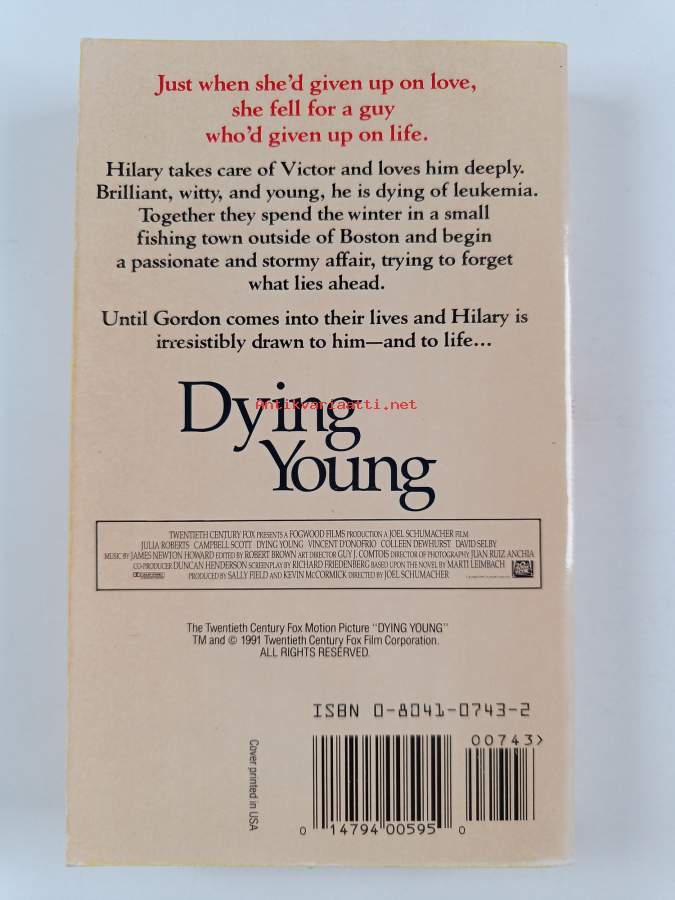 Just when she'd given up on love,
she fell for a guy
who'd given up on life.
Hilary takes care of Victor and loves him deeply.
Brilliant, witty, and young, he is dying of leukemia.
Together they spend the winter in a small
fishing town outside of Boston and begin
a passionate and stormy affair, trying to forget
what lies ahead.
Until Gordon comes into their lives and Hilary is
irresistibly drawn to him—and to life...
Dying
Antikvariaatti.net
Young
TWENTIETH CENTURY FOX PRESENTS A FOGWOOD FILMS PRODUCTION A JOEL SCHUMACHER FILM
JULIA ROBERTS CAMPBELL SCOTT DYING YOUNG VINCENT D'ONOFRIO COLLEEN DEWHURST DAVID SELBY
MUSIC BY JAMES NEWTON HOWARD EDITED BY ROBERT BROWN ART DIRECTOR GUY J. COMTOIS DIRECTOR OF PHOTOGRAPHY JUAN RUIZ ANCHIA
CO-PRODUCER DUNCAN HENDERSON SCREENPLAY BY RICHARD FRIEDENBERG BASED UPON THE NOVEL BY MARTI LEIMBACH
PRODUCED BY SALLY FIELD AND KEVIN McCORMICK DIRECTED BY JOEL SCHUMACHER
The Twentieth Century Fox Motion Picture "DYING YOUNG"
TM and © 1991 Twentieth Century Fox Film Corporation.
ALL RIGHTS RESERVED.
ISBN 0-8041-0743-2
00743>
Cover printed in USA
0 14794 00595 0